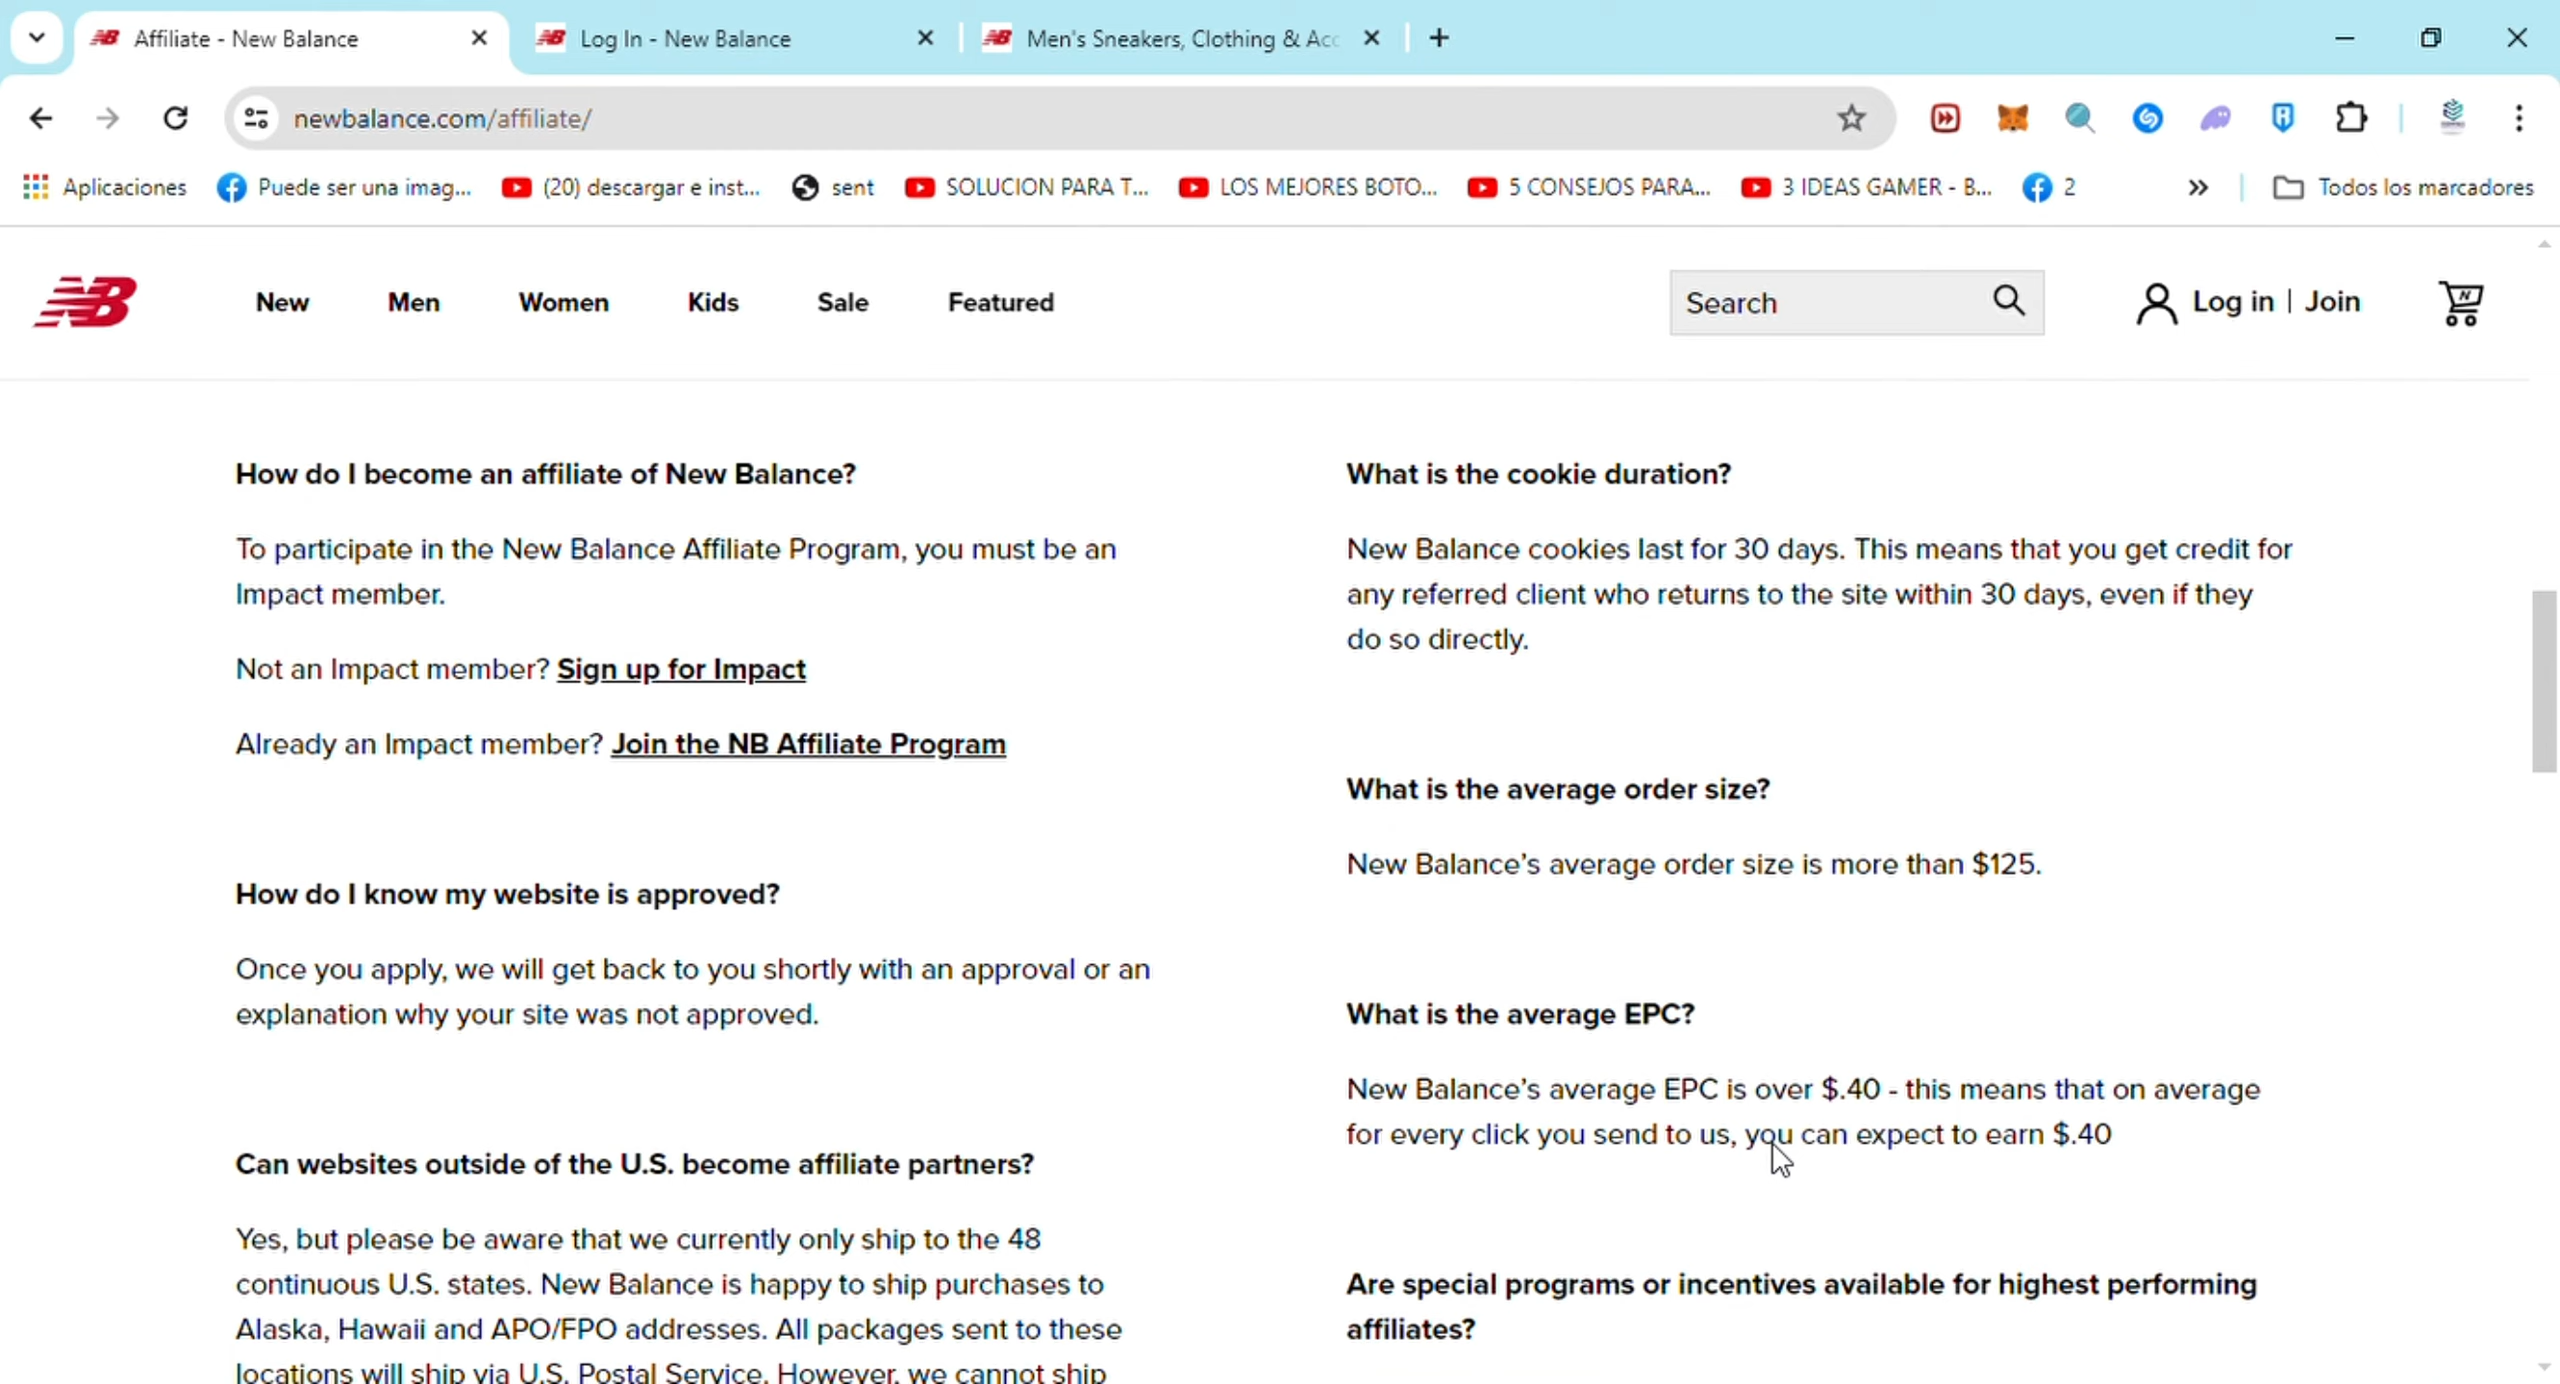 Affiliate - New Balance
Log In - New Balance
Men's Sneakers, Clothing & Acc
newbalance.com/affiliate/
Aplicaciones
Puede ser una imag...
(20) descargar e inst...
sent
SOLUCION PARA T...
LOS MEJORES BOTO...
5 CONSEJOS PARA...
3 IDEAS GAMER - B...
2
Todos los marcadores
NB
New
Men
Women
Kids
Sale
Featured
Search
Log in | Join
How do I become an affiliate of New Balance?
To participate in the New Balance Affiliate Program, you must be an
Impact member.
Not an Impact member? Sign up for Impact
Already an Impact member? Join the NB Affiliate Program
How do I know my website is approved?
Once you apply, we will get back to you shortly with an approval or an
explanation why your site was not approved.
Can websites outside of the U.S. become affiliate partners?
Yes, but please be aware that we currently only ship to the 48
continuous U.S. states. New Balance is happy to ship purchases to
Alaska, Hawaii and APO/FPO addresses. All packages sent to these
locations will ship via U.S. Postal Service. However, we cannot ship
What is the cookie duration?
New Balance cookies last for 30 days. This means that you get credit for
any referred client who returns to the site within 30 days, even if they
do so directly.
What is the average order size?
New Balance’s average order size is more than $125.
What is the average EPC?
New Balance’s average EPC is over $.40 - this means that on average
for every click you send to us, you can expect to earn $.40
Are special programs or incentives available for highest performing
affiliates?